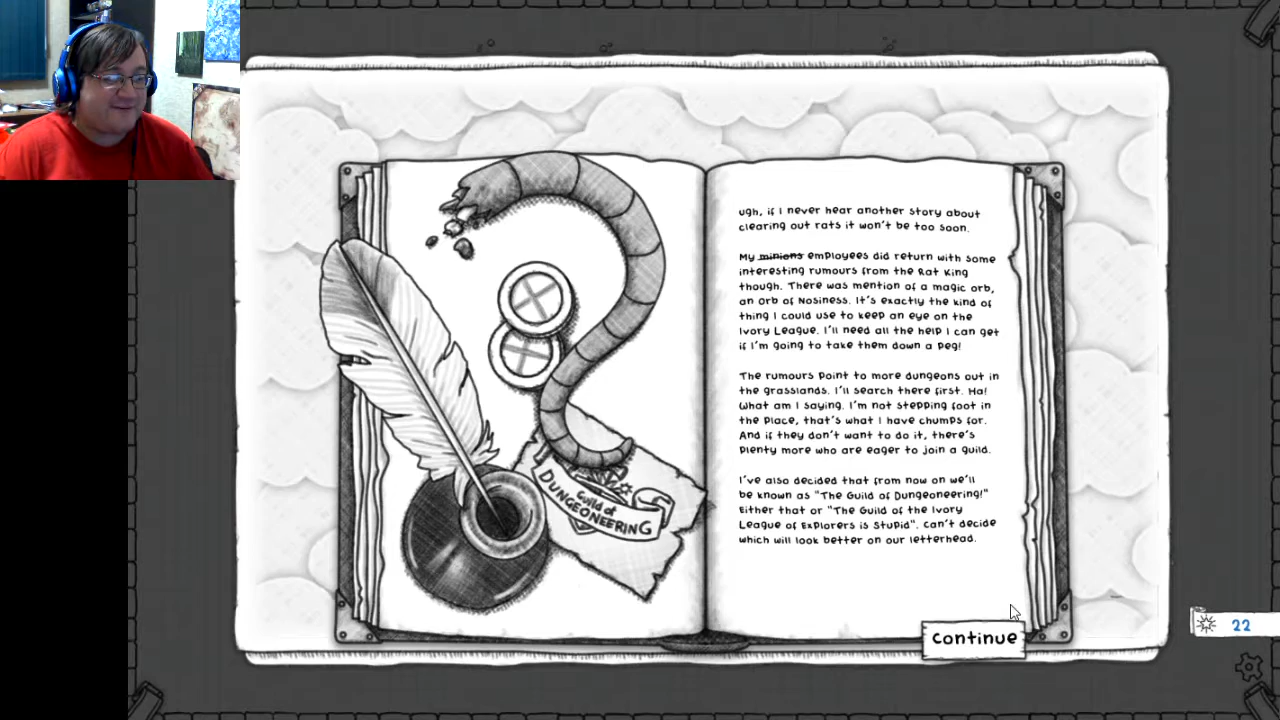 ugh, if I never hear another story about
clearing out rats it won't be too soon.
My minions employees did return with some
interesting rumours from the Rat King
though. There was mention of a magic orb,
an Orb of Nosiness. It's exactly the kind of
thing I could use to keep an eye on the
Ivory League. I'll need all the help I can get
if I'm going to take them down a peg!
The rumours point to more dungeons out in
the grasslands. I'll search there first. Ha!
What am I saying. I'm not stepping foot in
the place, that's what I have chumps for.
And if they don't want to do it, there's
plenty more who are eager to join a guild.
I've also decided that from now on we'll
be known as "The Guild of Dungeoneering!"
Either that or "The Guild of the Ivory
League of Explorers is Stupid". Can't decide
which will look better on our letterhead.
Guild of
DUNGEONEERING
Continue
22